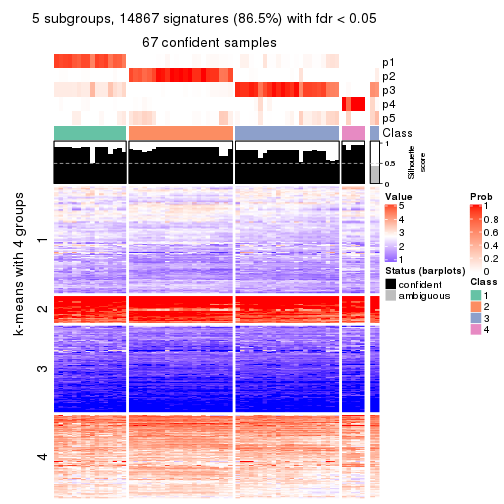 5 subgroups, 14867 signatures (86.5%) with fdr < 0.05
67 confident samples
p1
p2
p3
p4
p5
Class
1
0.5
0
Silhouette
score
k-means with 4 groups
1
2
3
4
Value
5
4
3
2
1
Status (barplots)
confident
ambiguous
Prob
1
0.8
0.6
0.4
0.2
0
Class
1
2
3
4